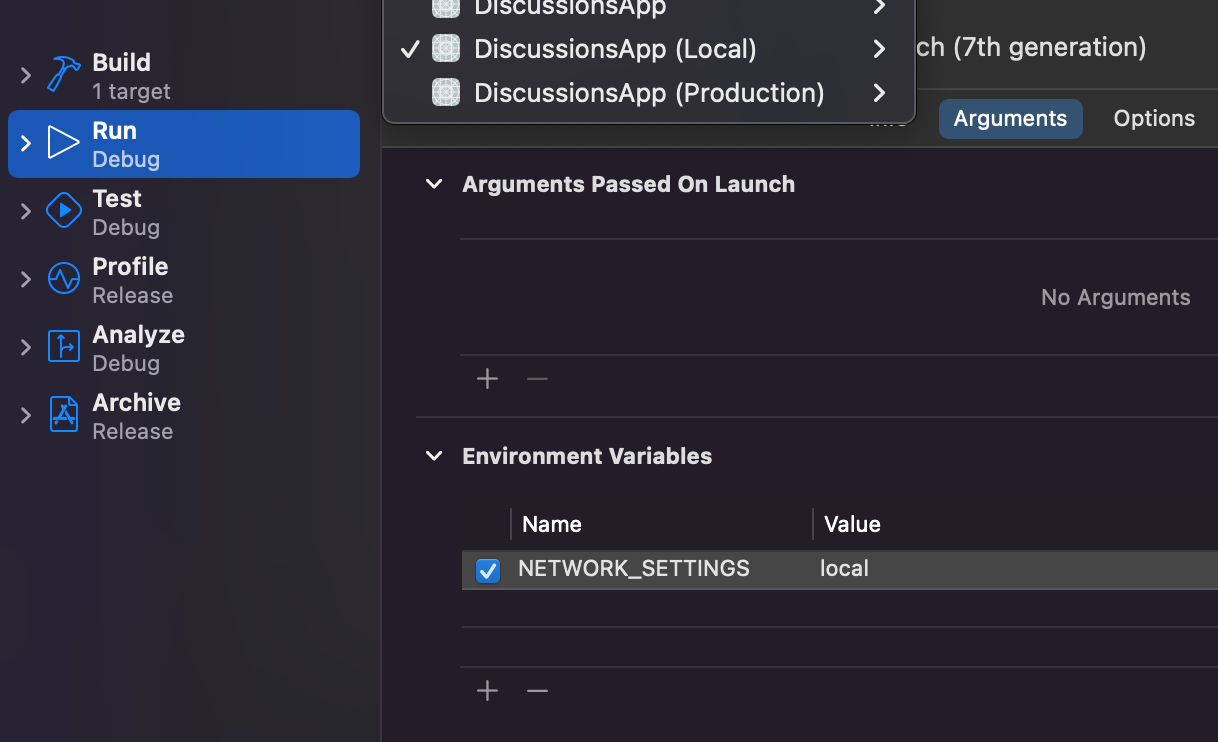 DiscussionsApp
DiscussionsApp (Local)
DiscussionsApp (Production)
ch (7th generation)
Build
1 target
Run
Debug
Test
Debug
Profile
Release
Analyze
Debug
Archive
Release
Arguments
Options
Arguments Passed On Launch
No Arguments
Environment Variables
Name
Value
NETWORK_SETTINGS
local